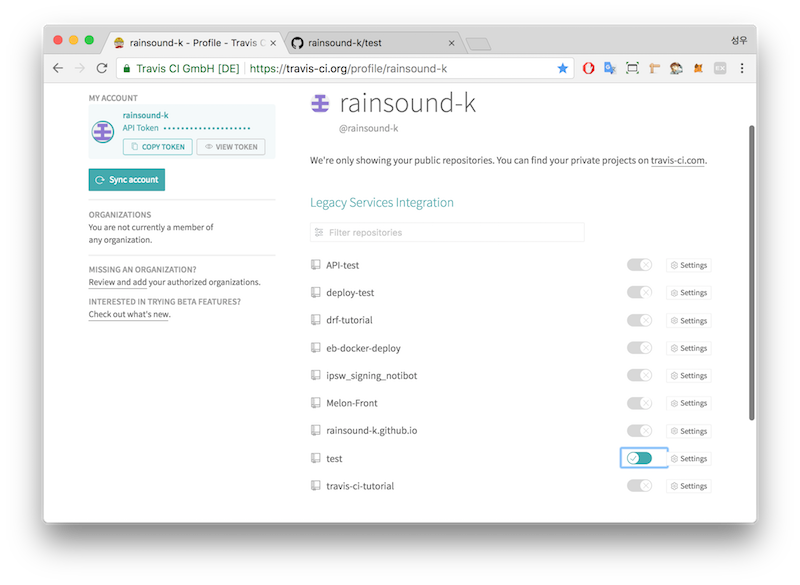 rainsound-k - Profile - Travis C
rainsound-k/test
성우
Travis CI GmbH [DE]
https://travis-ci.org/profile/rainsound-k
MY ACCOUNT
rainsound-k
API Token
COPY TOKEN
VIEW TOKEN
Sync account
ORGANIZATIONS
You are not currently a member of
any organization.
MISSING AN ORGANIZATION?
Review and add your authorized organizations.
INTERESTED IN TRYING BETA FEATURES?
Check out what's new.
rainsound-k
@rainsound-k
We're only showing your public repositories. You can find your private projects on travis-ci.com.
Legacy Services Integration
Filter repositories
API-test Settings
deploy-test Settings
drf-tutorial Settings
eb-docker-deploy Settings
ipsw_signing_notibot Settings
Melon-Front Settings
rainsound-k.github.io Settings
test Settings
travis-ci-tutorial Settings